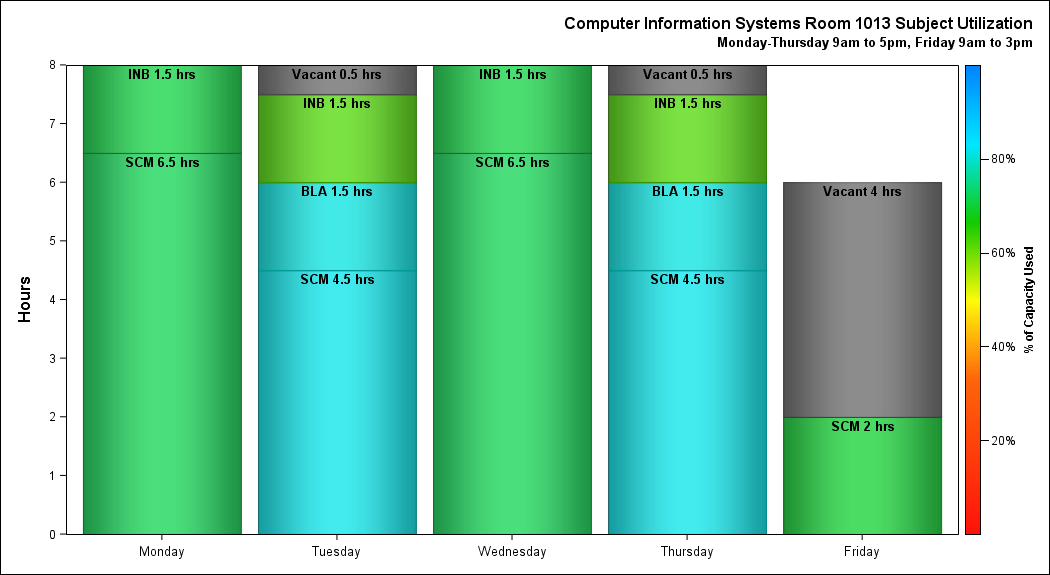 Computer Information Systems Room 1013 Subject Utilization
Monday-Thursday 9am to 5pm, Friday 9am to 3pm
Hours
8
7
6
5
4
3
2
1
0
INB 1.5 hrs
SCM 6.5 hrs
Vacant 0.5 hrs
INB 1.5 hrs
BLA 1.5 hrs
SCM 4.5 hrs
INB 1.5 hrs
SCM 6.5 hrs
Vacant 0.5 hrs
INB 1.5 hrs
BLA 1.5 hrs
SCM 4.5 hrs
Vacant 4 hrs
SCM 2 hrs
Monday
Tuesday
Wednesday
Thursday
Friday
80%
60%
40%
20%
% of Capacity Used